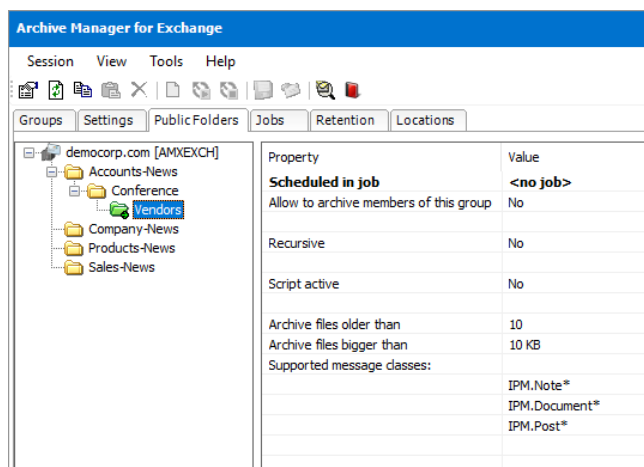 Archive Manager for Exchange
Session View Tools Help
Groups Settings Public Folders Jobs Retention Locations
democorp.com [AMXEXCH]
Accounts-News
Conference
Vendors
Company-News
Products-News
Sales-News
Property Value
Scheduled in job <no job>
Allow to archive members of this group No
Recursive No
Script active No
Archive files older than 10
Archive files bigger than 10 KB
Supported message classes:
IPM.Note*
IPM.Document*
IPM.Post*